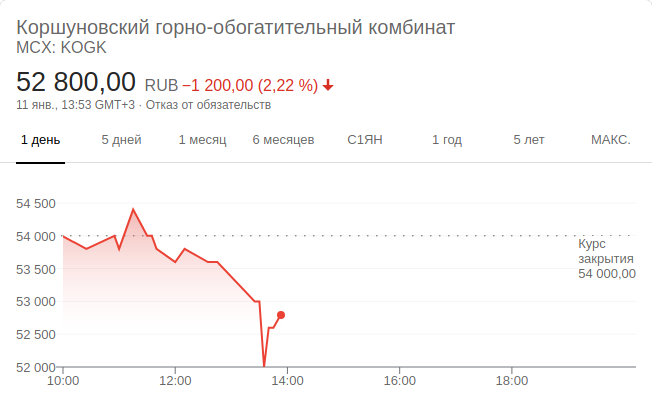 Коршуновский горно-обогатительный комбинат
MCX: KOGK
52 800,00 RUB −1 200,00 (2,22 %)
11 янв., 13:53 GMT+3 · Отказ от обязательств
1 день 5 дней 1 месяц 6 месяцев С1ЯН 1 год 5 лет МАКС.
54 500
54 000
Курс
закрытия
54 000,00
53 500
53 000
52 500
52 000
10:00 12:00 14:00 16:00 18:00